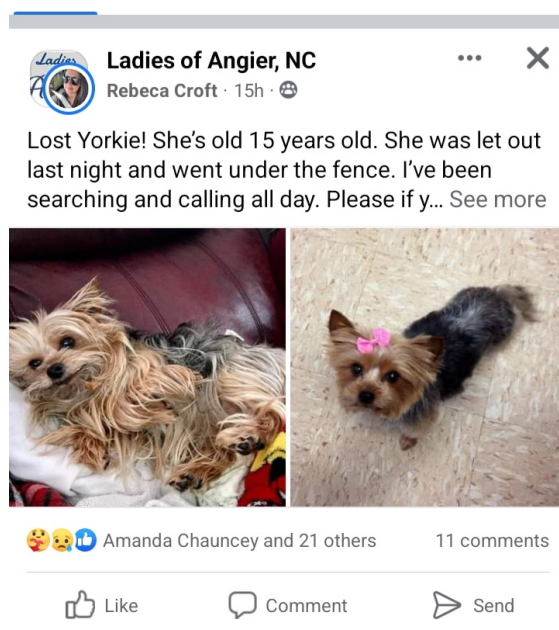 Ladies
A
Ladies of Angier, NC
Rebeca Croft · 15h ·
Lost Yorkie! She’s old 15 years old. She was let out
last night and went under the fence. I’ve been
searching and calling all day. Please if y... See more
Amanda Chauncey and 21 others 11 comments
Like Comment Send